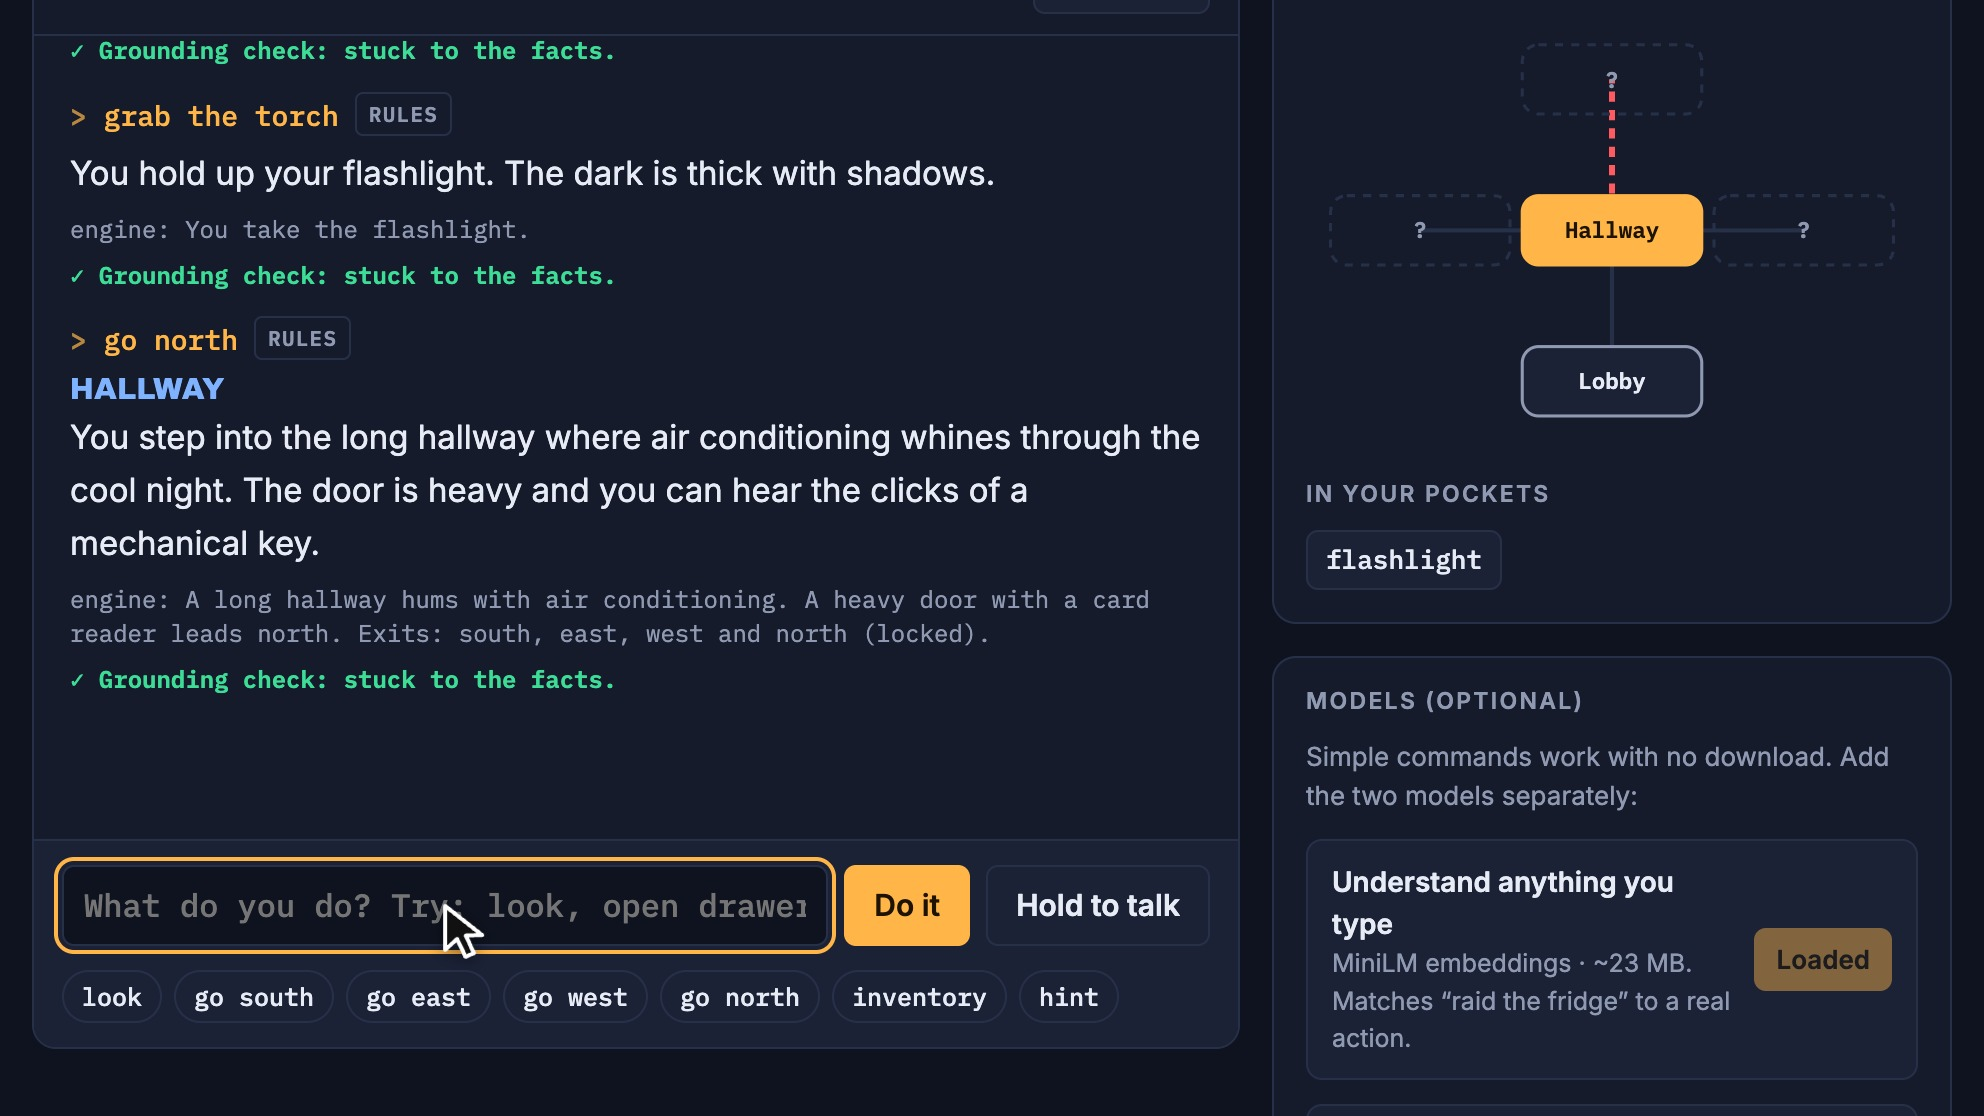 ✓ Grounding check: stuck to the facts.
> grab the torch RULES
You hold up your flashlight. The dark is thick with shadows.
engine: You take the flashlight.
✓ Grounding check: stuck to the facts.
> go north RULES
HALLWAY
You step into the long hallway where air conditioning whines through the
cool night. The door is heavy and you can hear the clicks of a
mechanical key.
engine: A long hallway hums with air conditioning. A heavy door with a card
reader leads north. Exits: south, east, west and north (locked).
✓ Grounding check: stuck to the facts.
What do you do? Try: look, open drawer
Do it
Hold to talk
look
go south
go east
go west
go north
inventory
hint
?
?
Hallway
?
Lobby
IN YOUR POCKETS
flashlight
MODELS (OPTIONAL)
Simple commands work with no download. Add
the two models separately:
Understand anything you
type
MiniLM embeddings · ~23 MB.
Matches “raid the fridge” to a real
action.
Loaded